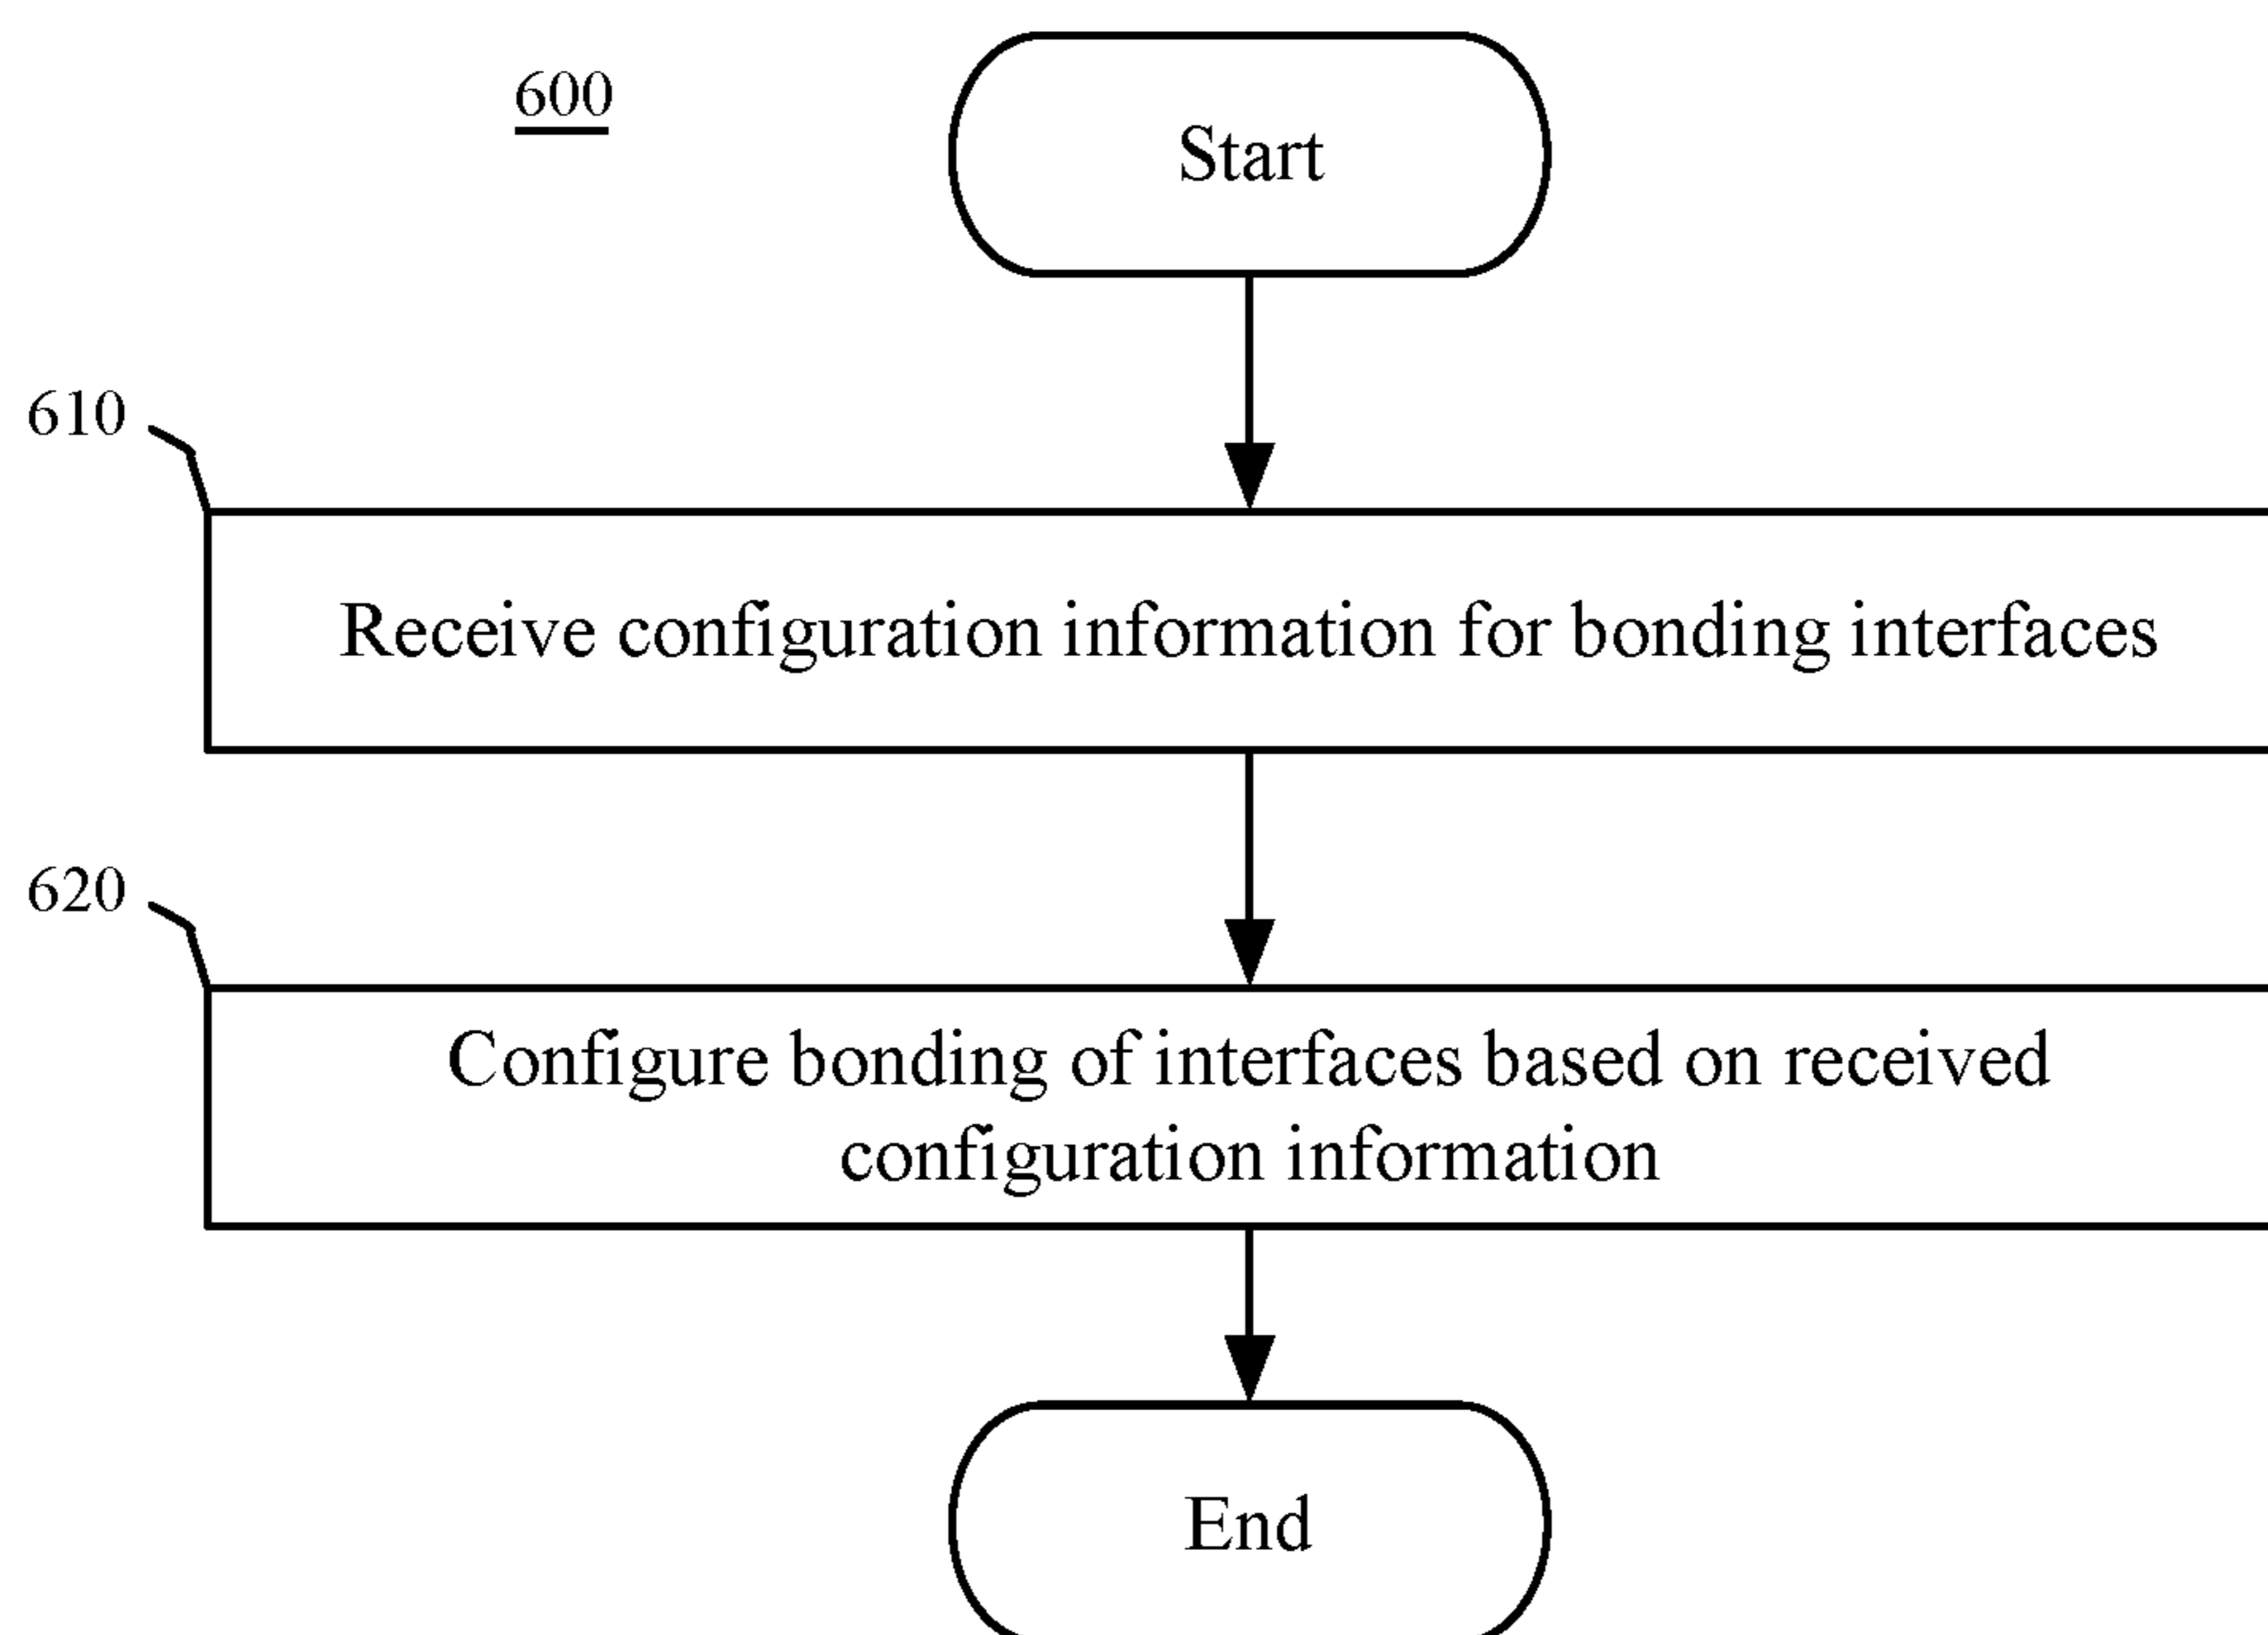 600
Start
610
Receive configuration information for bonding interfaces
620
Configure bonding of interfaces based on received
configuration information
End